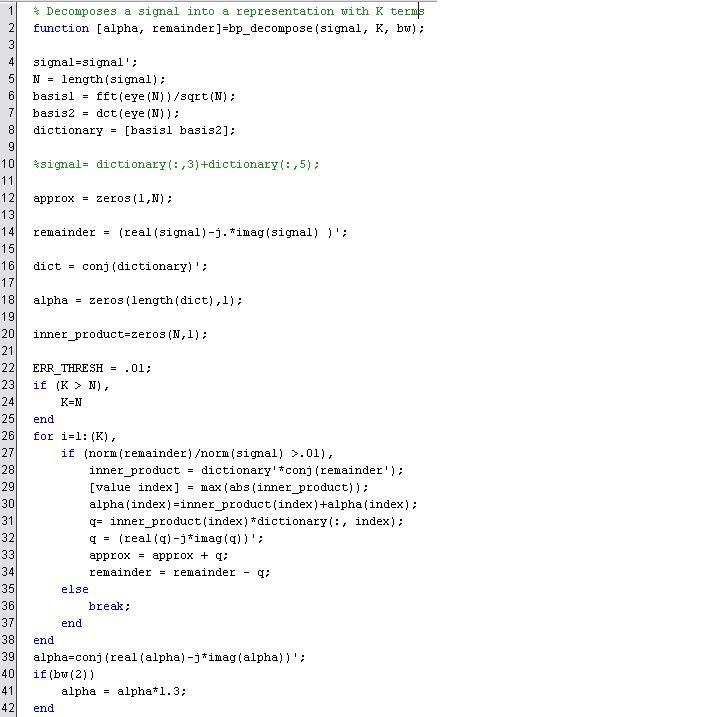 1 % Decomposes a signal into a representation with K terms
2 function [alpha, remainder]=bp_decompose(signal, K, bw);
3
4 signal=signal';
5 N = length(signal);
6 basis1 = fft(eye(N))/sqrt(N);
7 basis2 = dct(eye(N));
8 dictionary = [basis1 basis2];
9
10 %signal= dictionary(:,3)+dictionary(:,5);
11
12 approx = zeros(1,N);
13
14 remainder = (real(signal)-j.*imag(signal) )';
15
16 dict = conj(dictionary)';
17
18 alpha = zeros(length(dict),1);
19
20 inner_product=zeros(N,1);
21
22 ERR_THRESH = .01;
23 if (K > N),
24 K=N
25 end
26 for i=1:(K),
27 if (norm(remainder)/norm(signal) >.01),
28 inner_product = dictionary'*conj(remainder');
29 [value index] = max(abs(inner_product));
30 alpha(index)=inner_product(index)+alpha(index);
31 q= inner_product(index)*dictionary(:, index);
32 q = (real(q)-j*imag(q))';
33 approx = approx + q;
34 remainder = remainder - q;
35 else
36 break;
37 end
38 end
39 alpha=conj(real(alpha)-j*imag(alpha))';
40 if(bw(2))
41 alpha = alpha*1.3;
42 end